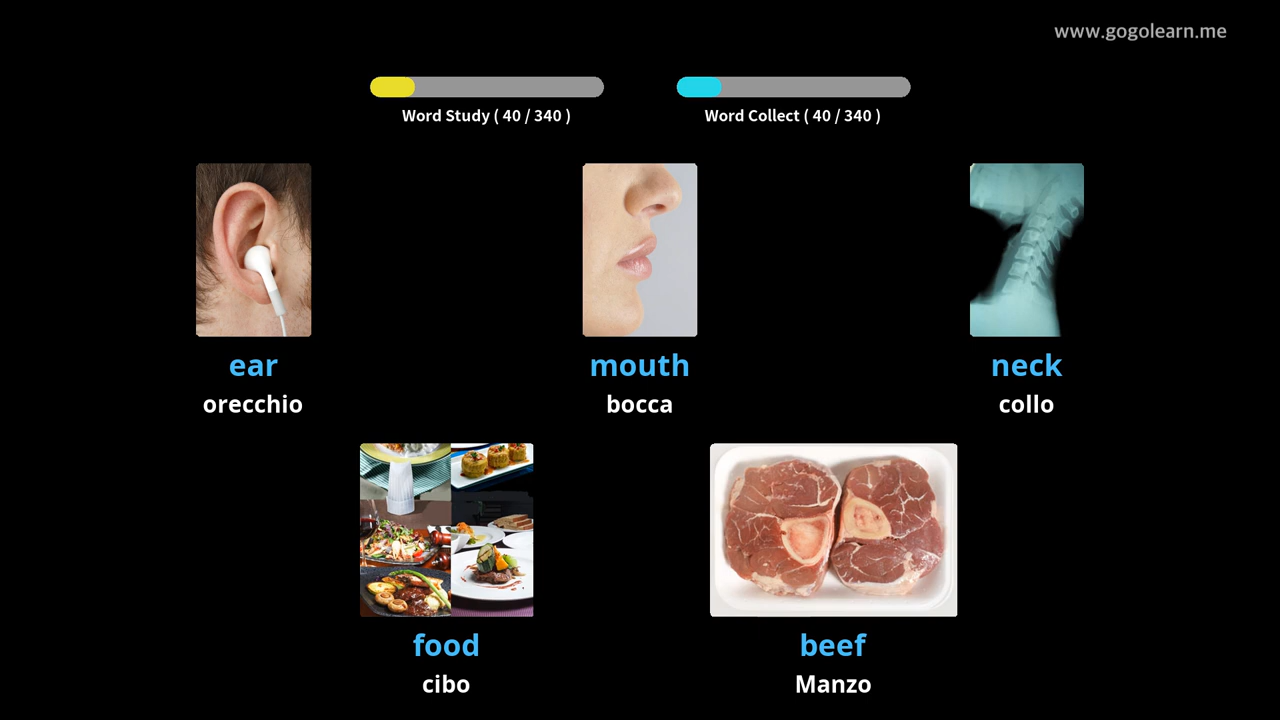 www.gogolearn.me
Word Study ( 40 / 340 )
Word Collect ( 40 / 340 )
ear
orecchio
mouth
bocca
neck
collo
food
cibo
beef
Manzo